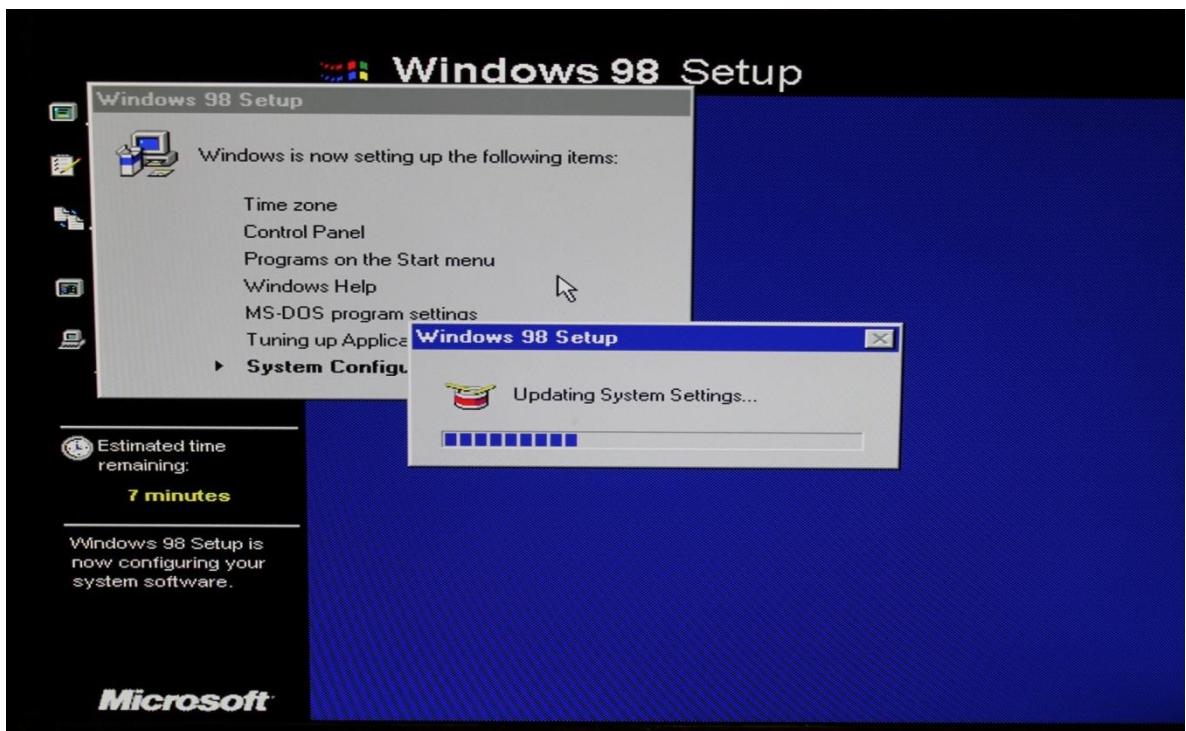 Windows 98 Setup
Windows 98 Setup
Windows is now setting up the following items:
Time zone
Control Panel
Programs on the Start menu
Windows Help
MS-DOS program settings
Tuning up Applica
System Configu
Windows 98 Setup
Updating System Settings...
Estimated time
remaining:
7 minutes
Windows 98 Setup is
now configuring your
system software.
Microsoft